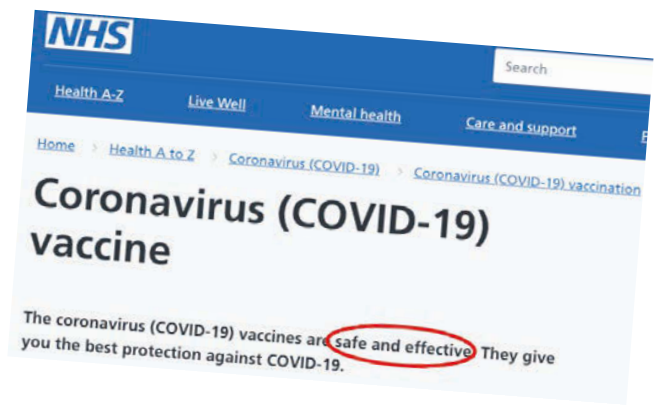 NHS
Search
Health A-Z Live Well Mental health Care and support
Home Health A to Z Coronavirus (COVID-19) Coronavirus (COVID-19) vaccination
Coronavirus (COVID-19)
vaccine
The coronavirus (COVID-19) vaccines are safe and effective. They give
you the best protection against COVID-19.